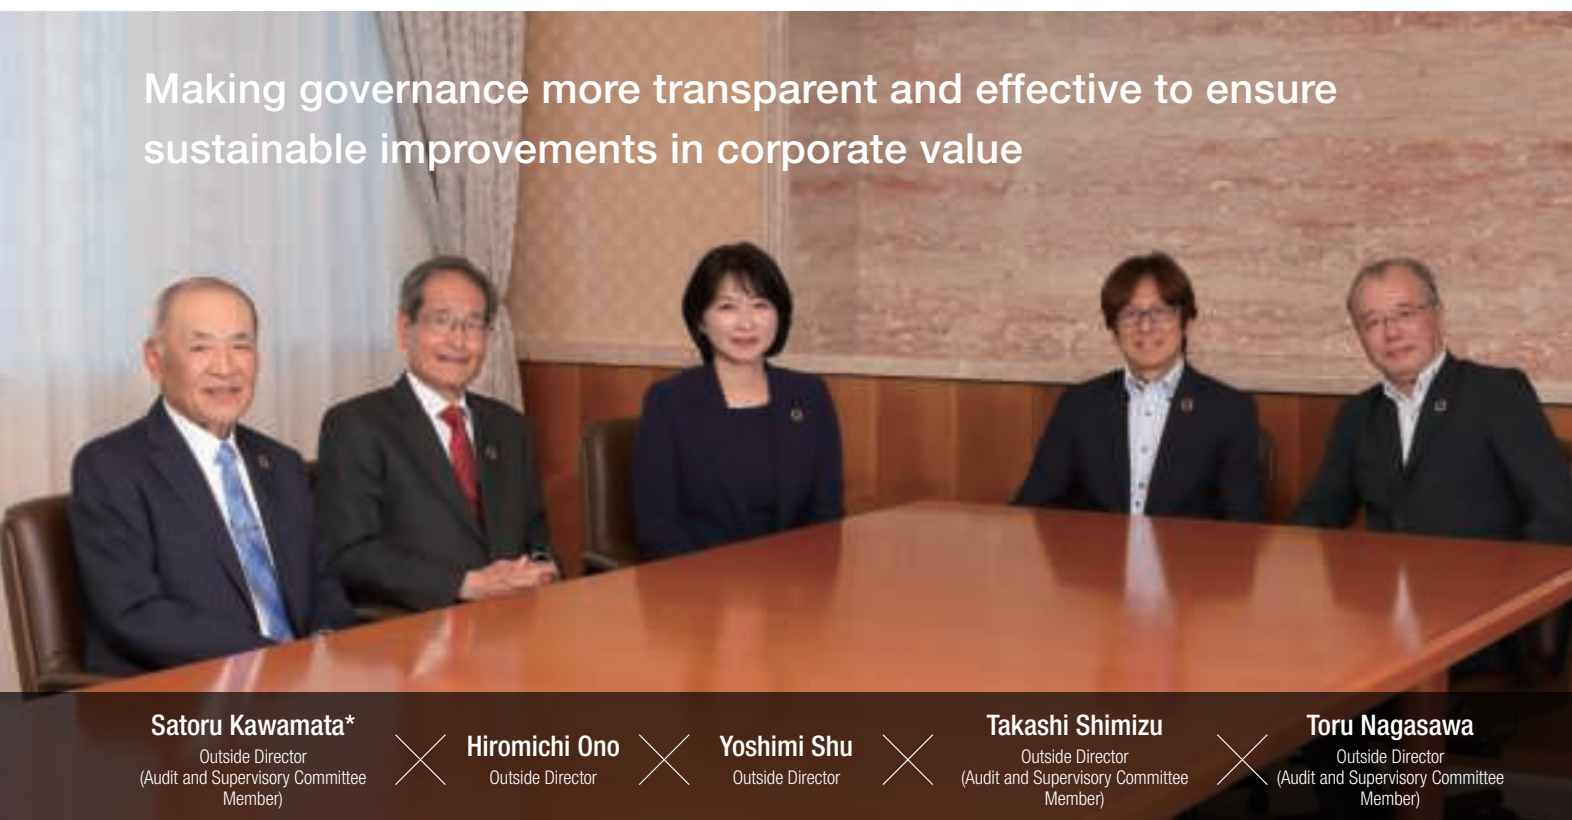 Making governance more transparent and effective to ensure
sustainable improvements in corporate value
Satoru Kawamata*
Outside Director
(Audit and Supervisory Committee
Member)
Hiromichi Ono
Outside Director
Yoshimi Shu
Outside Director
Takashi Shimizu
Outside Director
(Audit and Supervisory Committee
Member)
Toru Nagasawa
Outside Director
(Audit and Supervisory Committee
Member)